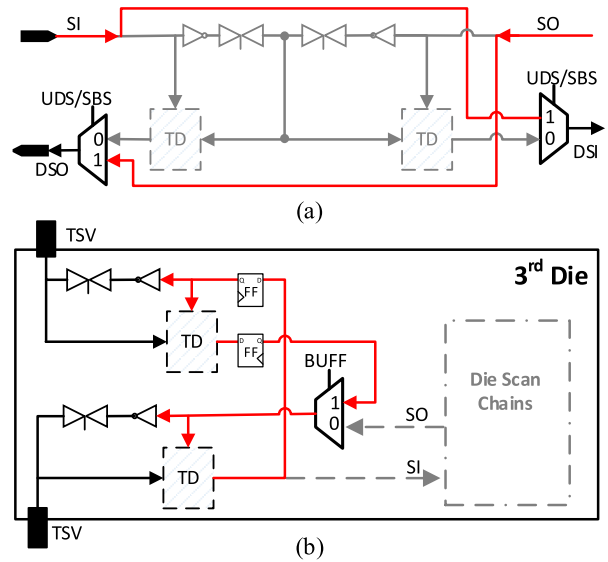 SI
SO
UDS/SBS
UDS/SBS
TD
TD
0
1
1
0
DSO
DSI
(a)
TSV
3rd Die
Q D
FF
TD
D Q
FF
BUFF
1
0
Die Scan
Chains
SO
TD
SI
TSV
(b)